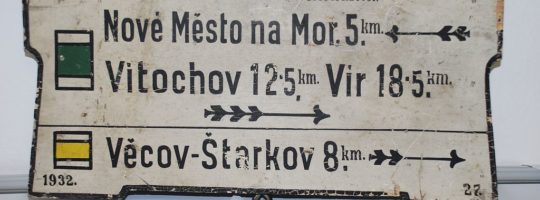 Nové Město na Mor. 5.km.
Vitochov 12·5.km. Vir 18·5.km.
Věcov-Štarkov 8.km.
1932. 27.